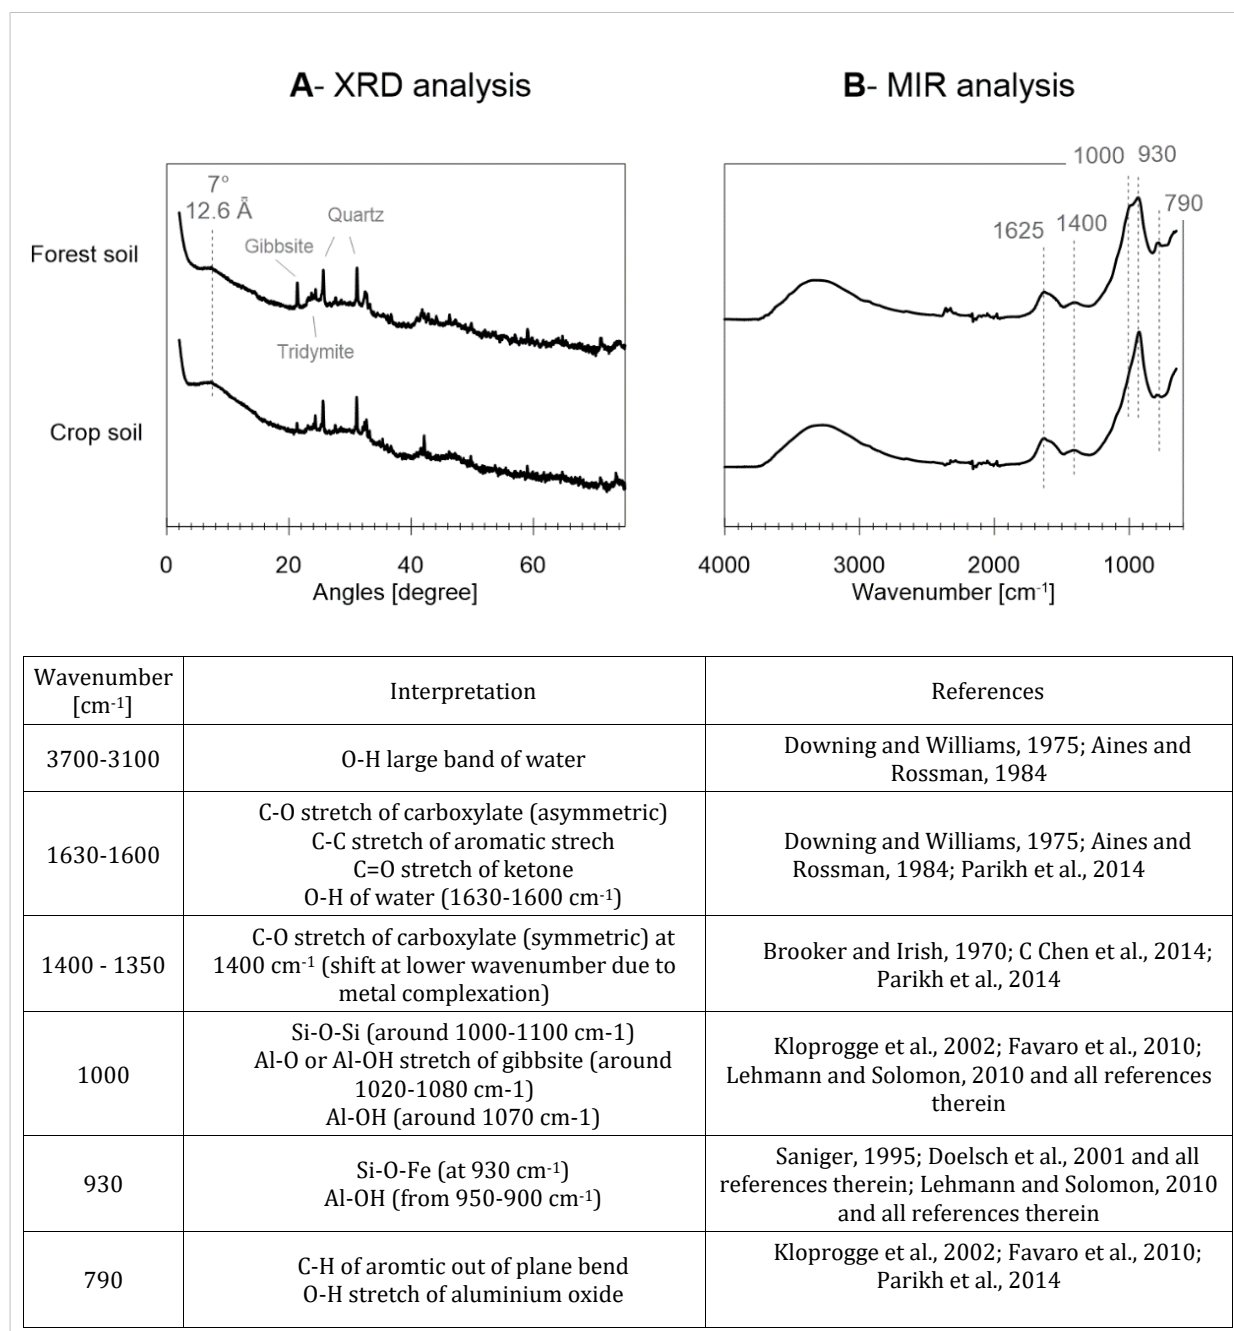 A- XRD analysis
B- MIR analysis
7°
12.6 Å
Gibbsite
Quartz
Tridymite
Forest soil
Crop soil
0
20
40
60
Angles [degree]
1000
930
790
1625
1400
4000
3000
2000
1000
Wavenumber [cm-1]
Wavenumber
[cm-1]
Interpretation
References
3700-3100
O-H large band of water
Downing and Williams, 1975; Aines and
Rossman, 1984
1630-1600
C-O stretch of carboxylate (asymmetric)
C-C stretch of aromatic strech
C=O stretch of ketone
O-H of water (1630-1600 cm-1)
Downing and Williams, 1975; Aines and
Rossman, 1984; Parikh et al., 2014
1400 - 1350
C-O stretch of carboxylate (symmetric) at
1400 cm-1 (shift at lower wavenumber due to
metal complexation)
Brooker and Irish, 1970; C Chen et al., 2014;
Parikh et al., 2014
1000
Si-O-Si (around 1000-1100 cm-1)
Al-O or Al-OH stretch of gibbsite (around
1020-1080 cm-1)
Al-OH (around 1070 cm-1)
Kloprogge et al., 2002; Favaro et al., 2010;
Lehmann and Solomon, 2010 and all references
therein
930
Si-O-Fe (at 930 cm-1)
Al-OH (from 950-900 cm-1)
Saniger, 1995; Doelsch et al., 2001 and all
references therein; Lehmann and Solomon, 2010
and all references therein
790
C-H of aromtic out of plane bend
O-H stretch of aluminium oxide
Kloprogge et al., 2002; Favaro et al., 2010;
Parikh et al., 2014